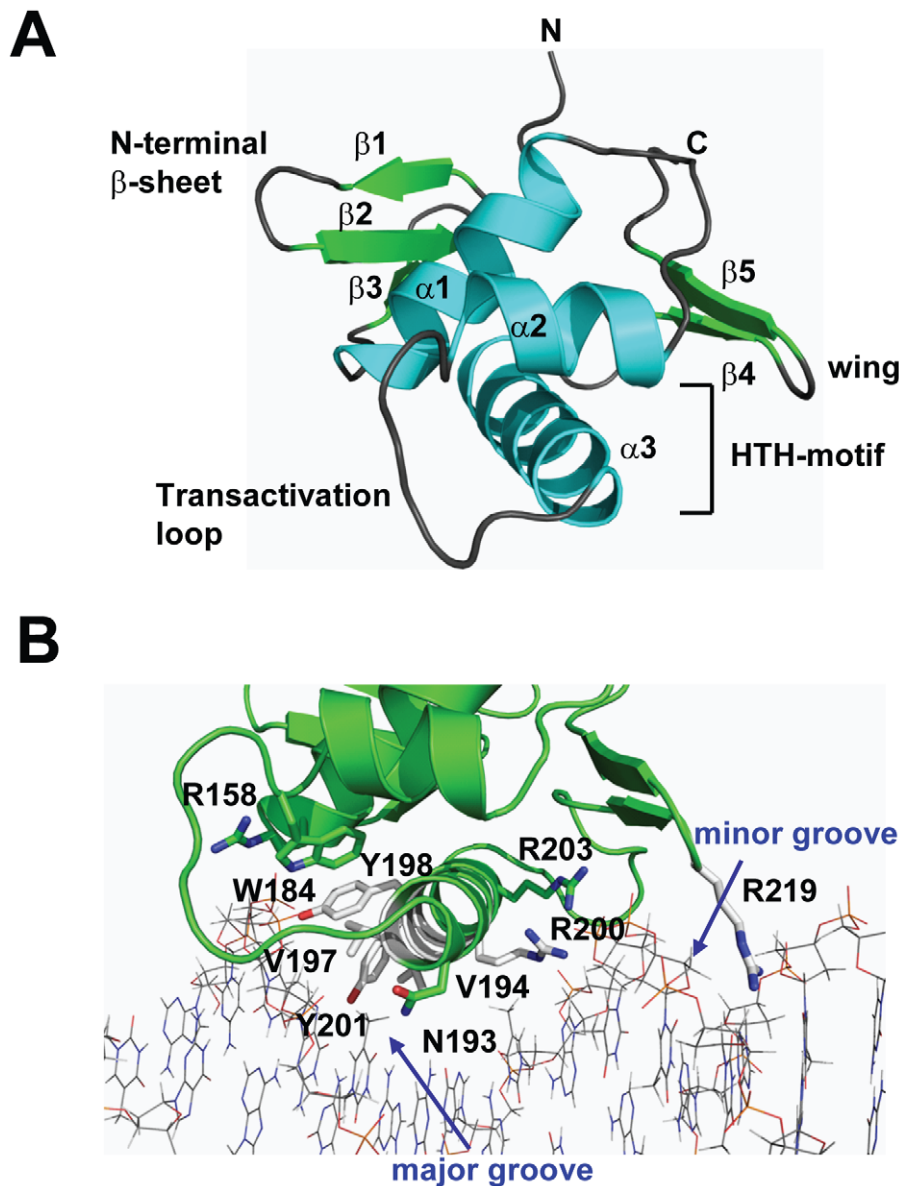 A
N
N-terminal
β-sheet
β1
C
β2
β3
α1
β5
α2
β4
wing
α3
HTH-motif
Transactivation
loop
B
R158
minor groove
Y198
R203
R219
W184
R200
V197
V194
Y201
N193
major groove